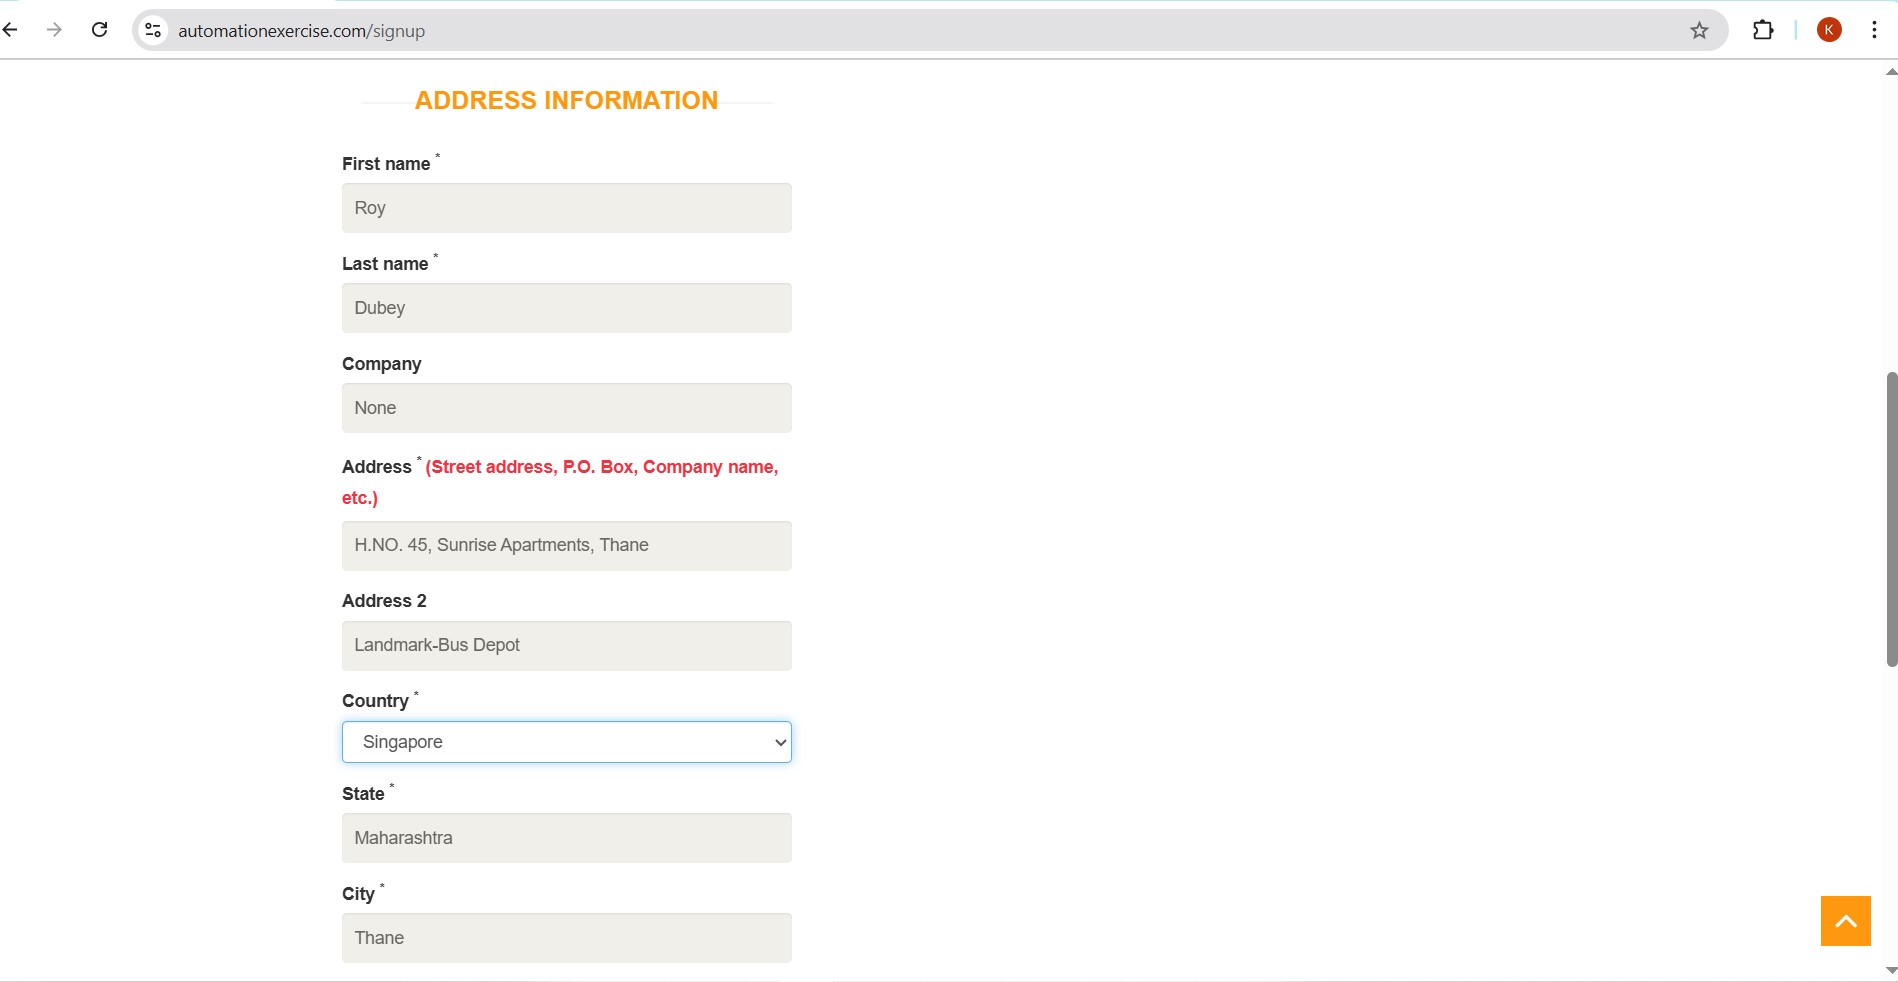 automationexercise.com/signup
K
ADDRESS INFORMATION
First name *
Roy
Last name *
Dubey
Company
None
Address * (Street address, P.O. Box, Company name,
etc.)
H.NO. 45, Sunrise Apartments, Thane
Address 2
Landmark-Bus Depot
Country *
Singapore
State *
Maharashtra
City *
Thane